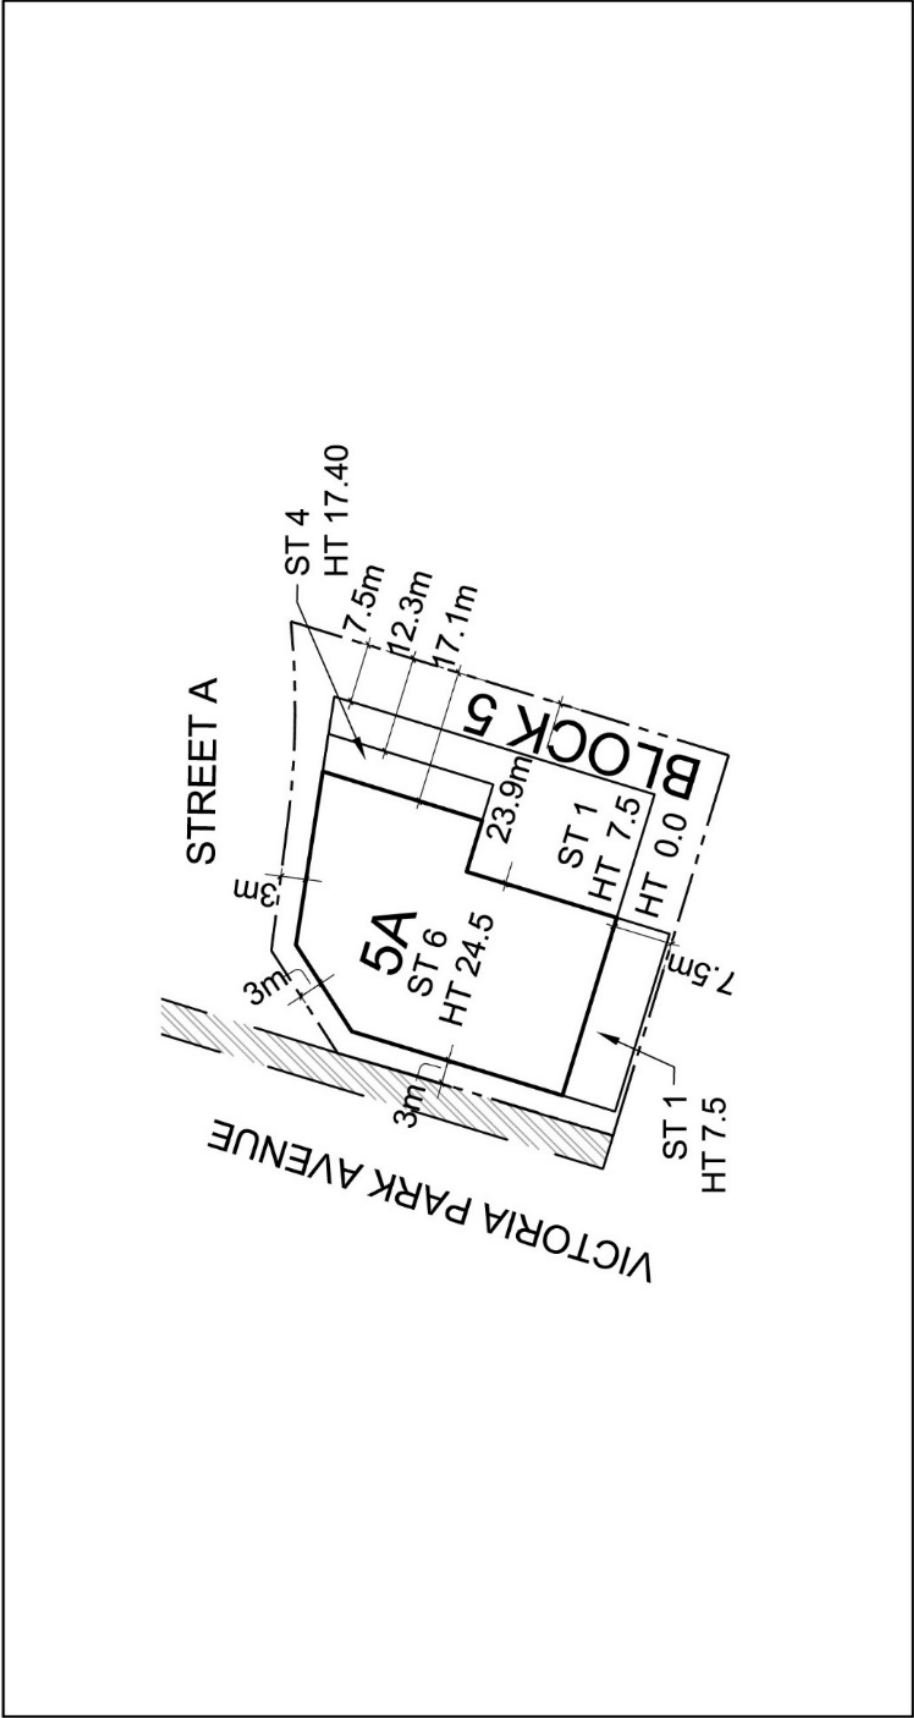 STREET A
ST 4
HT 17.40
7.5m
12.3m
17.1m
3m
3m
3m
5A
ST 6
HT 24.5
23.9m
BLOCK 5
ST 1
HT 7.5
HT 0.0
7.5m
ST 1
HT 7.5
VICTORIA PARK AVENUE